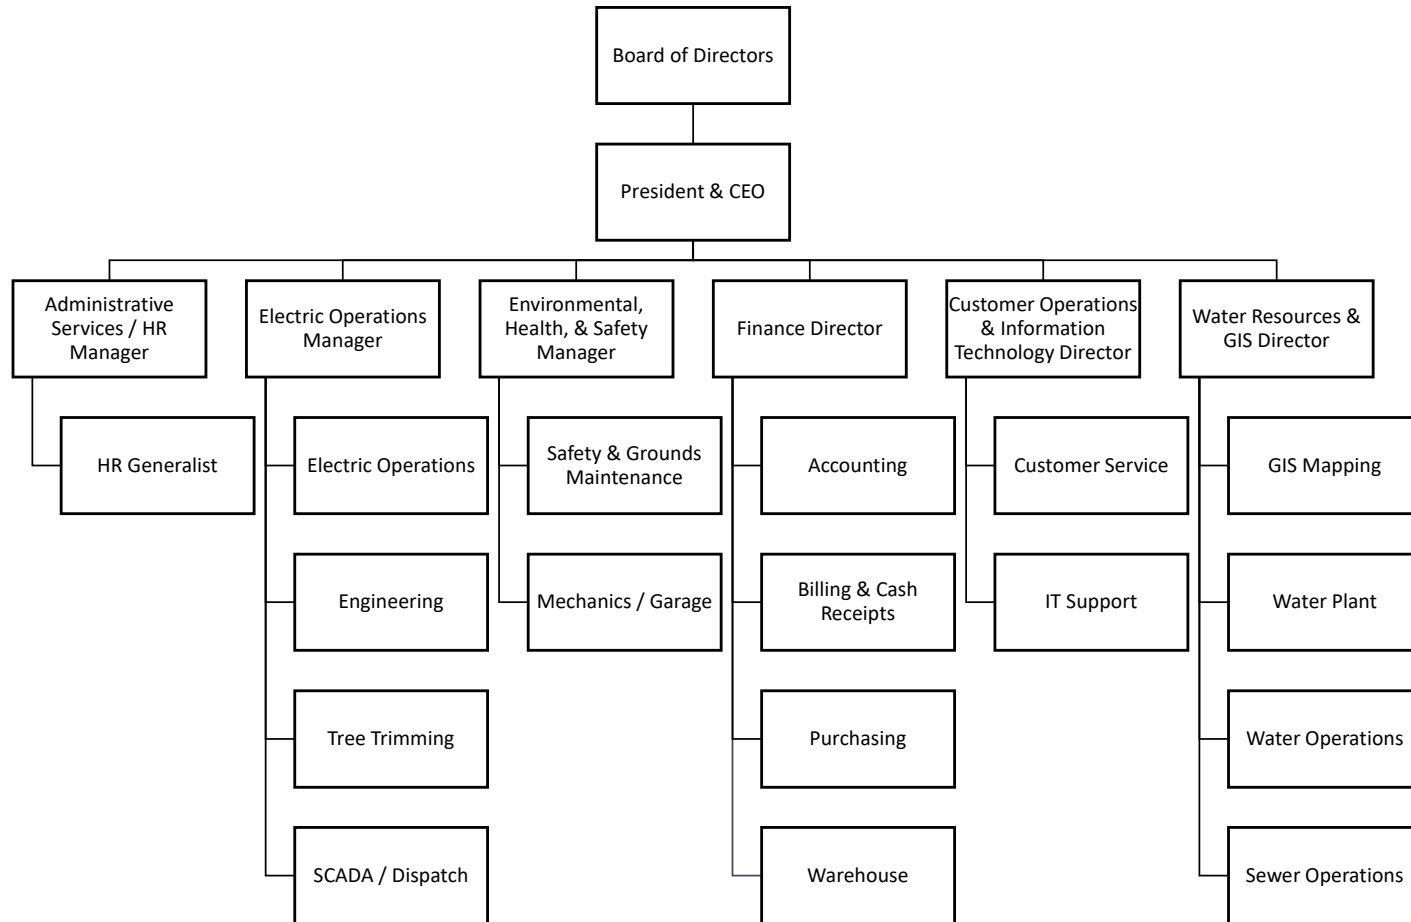 Board of Directors
President & CEO
Administrative
Services / HR
Manager
Electric Operations
Manager
Environmental,
Health, & Safety
Manager
Finance Director
Customer Operations
& Information
Technology Director
Water Resources &
GIS Director
HR Generalist
Electric Operations
Safety & Grounds
Maintenance
Accounting
Customer Service
GIS Mapping
Engineering
Mechanics / Garage
Billing & Cash
Receipts
IT Support
Water Plant
Tree Trimming
Purchasing
Water Operations
SCADA / Dispatch
Warehouse
Sewer Operations